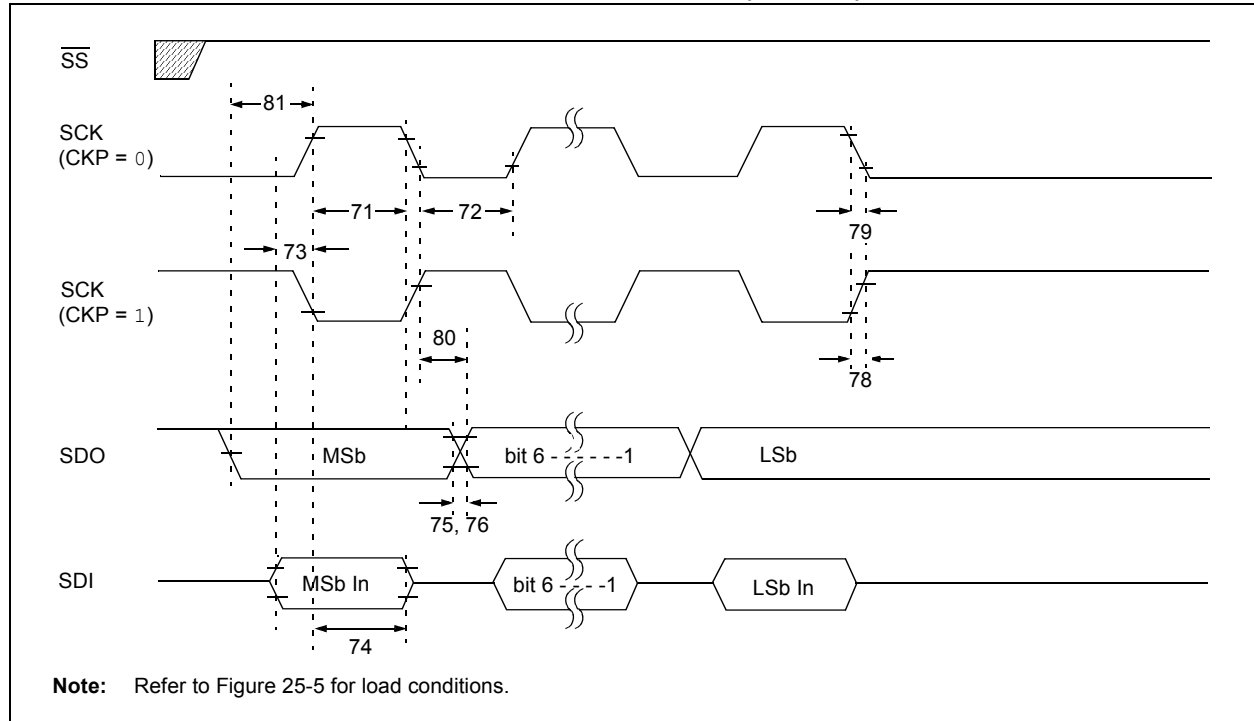 SS
81
SCK
(CKP = 0)
71
72
79
73
SCK
(CKP = 1)
80
78
SDO
MSb
bit 6 - - - - - - -1
LSb
75, 76
SDI
MSb In
bit 6 - - - - -1
LSb In
74
Note: Refer to Figure 25-5 for load conditions.